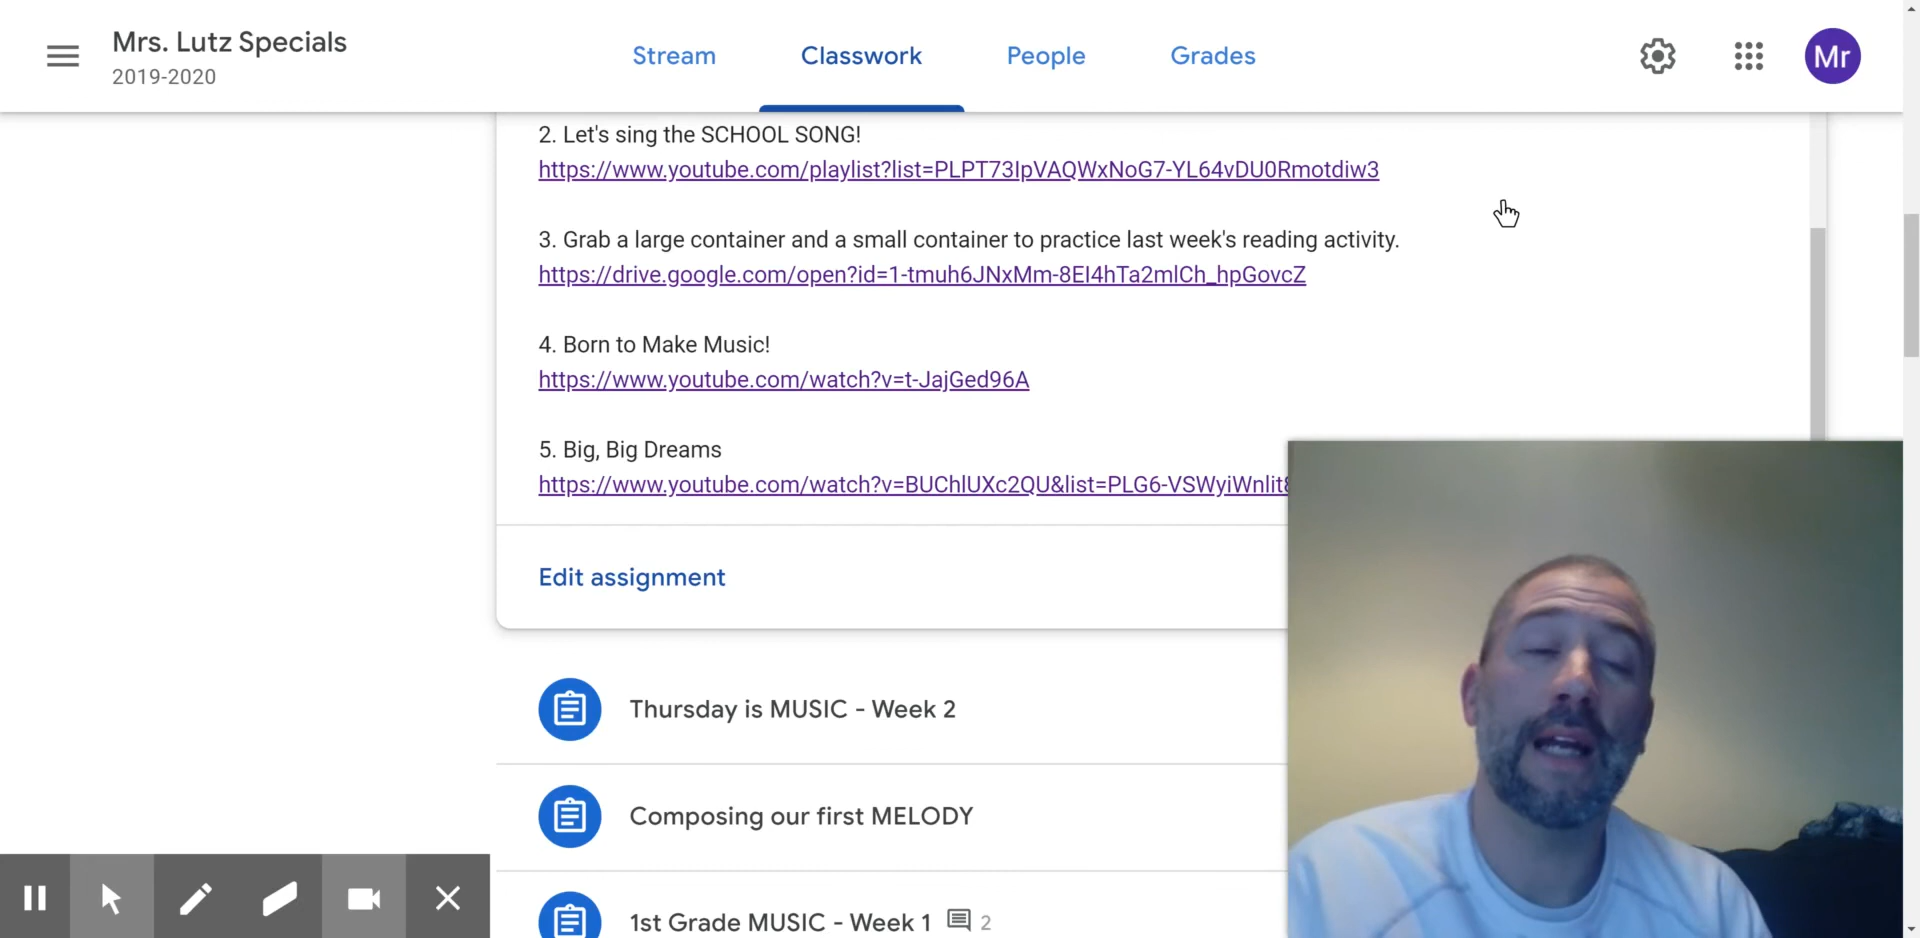 Mrs. Lutz Specials
2019-2020
Stream
Classwork
People
Grades
Mr
2. Let's sing the SCHOOL SONG!
https://www.youtube.com/playlist?list=PLPT73IpVAQWxNoG7-YL64vDU0Rmotdiw3
3. Grab a large container and a small container to practice last week's reading activity.
https://drive.google.com/open?id=1-tmuh6JNxMm-8EI4hTa2mlCh_hpGovcZ
4. Born to Make Music!
https://www.youtube.com/watch?v=t-JajGed96A
5. Big, Big Dreams
https://www.youtube.com/watch?v=BUChlUXc2QU&list=PLG6-VSWyiWnlit8
Edit assignment
Thursday is MUSIC - Week 2
Composing our first MELODY
1st Grade MUSIC - Week 1
2